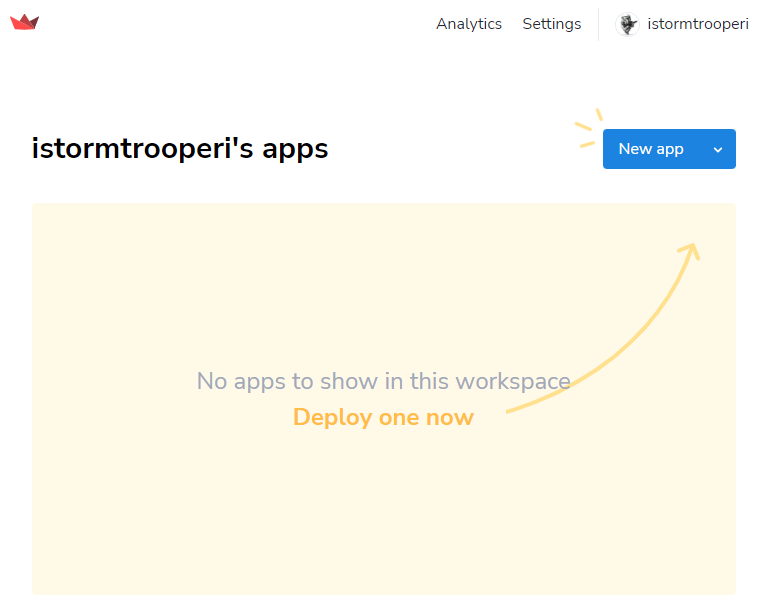 Analytics Settings istormtrooperi
istormtrooperi's apps
New app
No apps to show in this workspace
Deploy one now